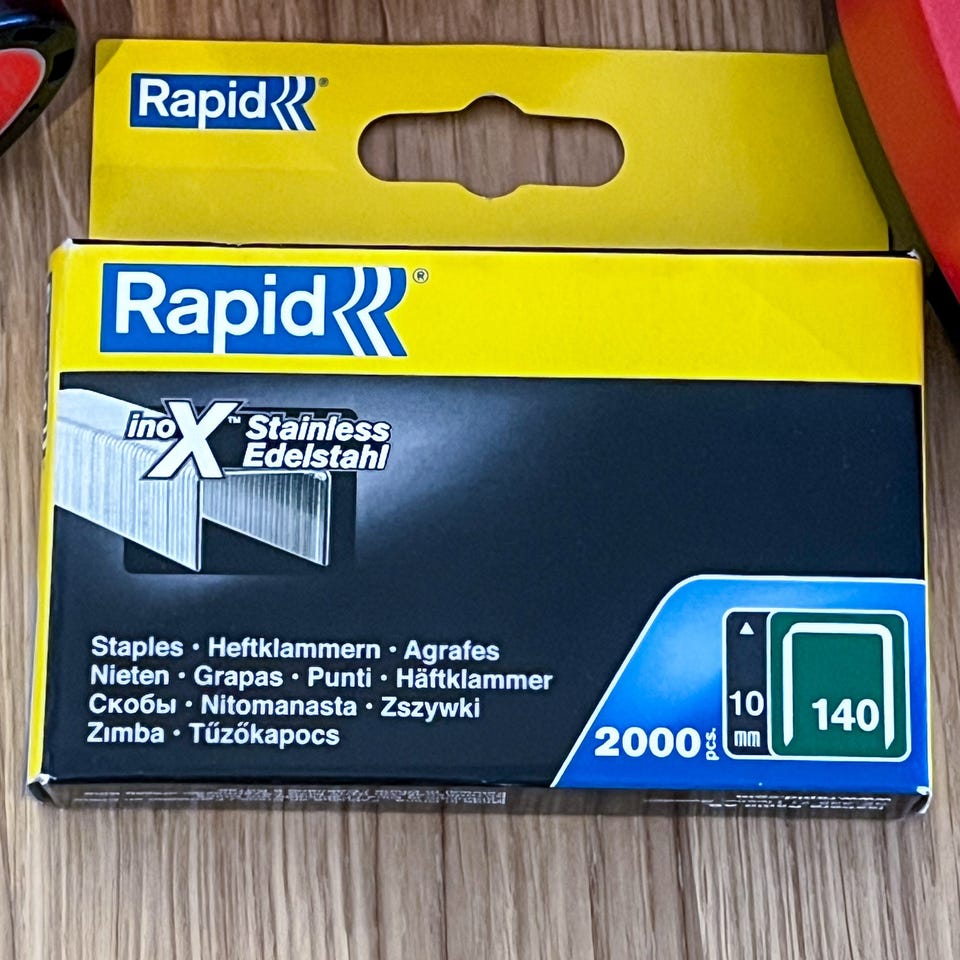 Rapid®
Rapid®
inoX™ Stainless
Edelstahl
Staples · Heftklammern · Agrafes
Nieten · Grapas · Punti · Häftklammer
Скобы · Nitomanasta · Zszywki
Zımba · Tűzőkapocs
2000 pcs.
10
mm
140